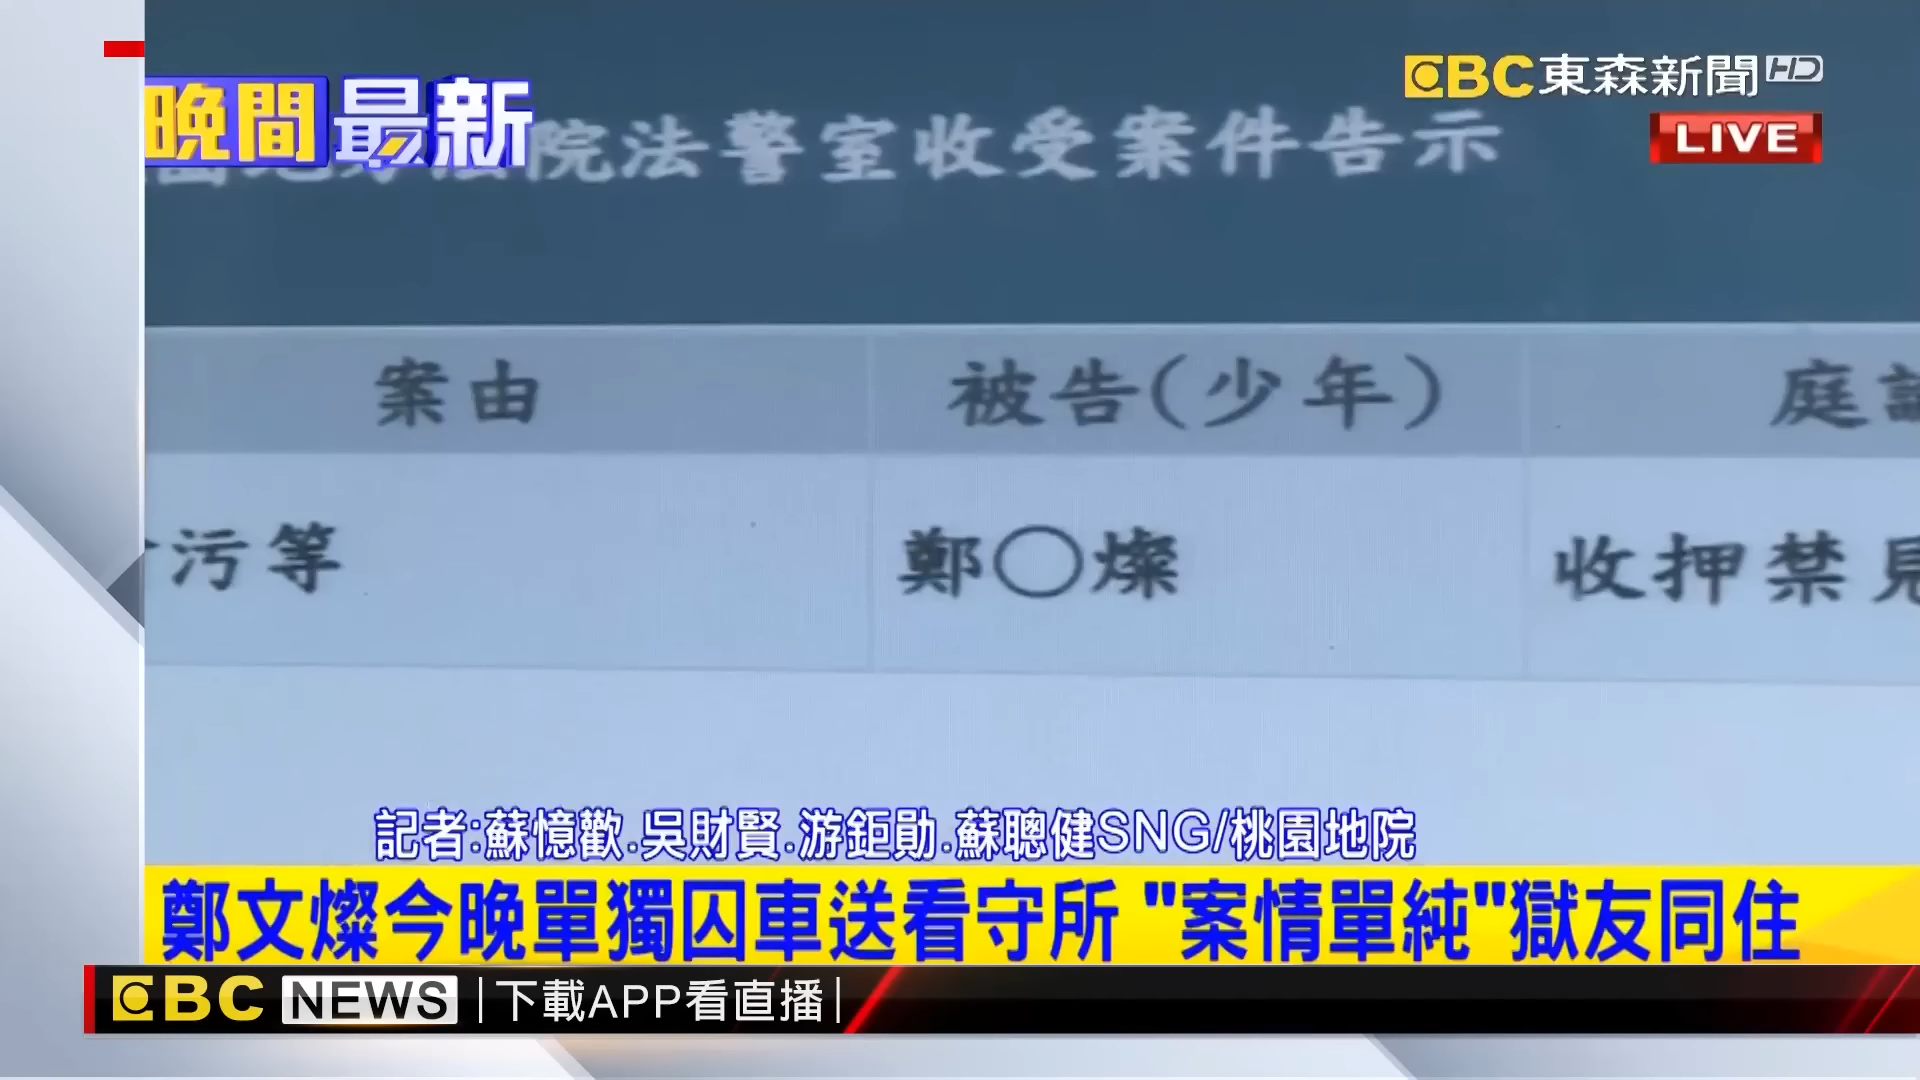 EBC東森新聞HD
LIVE
晚間最新
院法警室收受案件告示
案由
被告(少年)
庭
污等
鄭○燦
收押禁見
記者:蘇憶歡.吳財賢.游鉅勛.蘇聰健SNG/桃園地院
鄭文燦今晚單獨囚車送看守所 "案情單純"獄友同住
EBC NEWS |下載APP看直播|